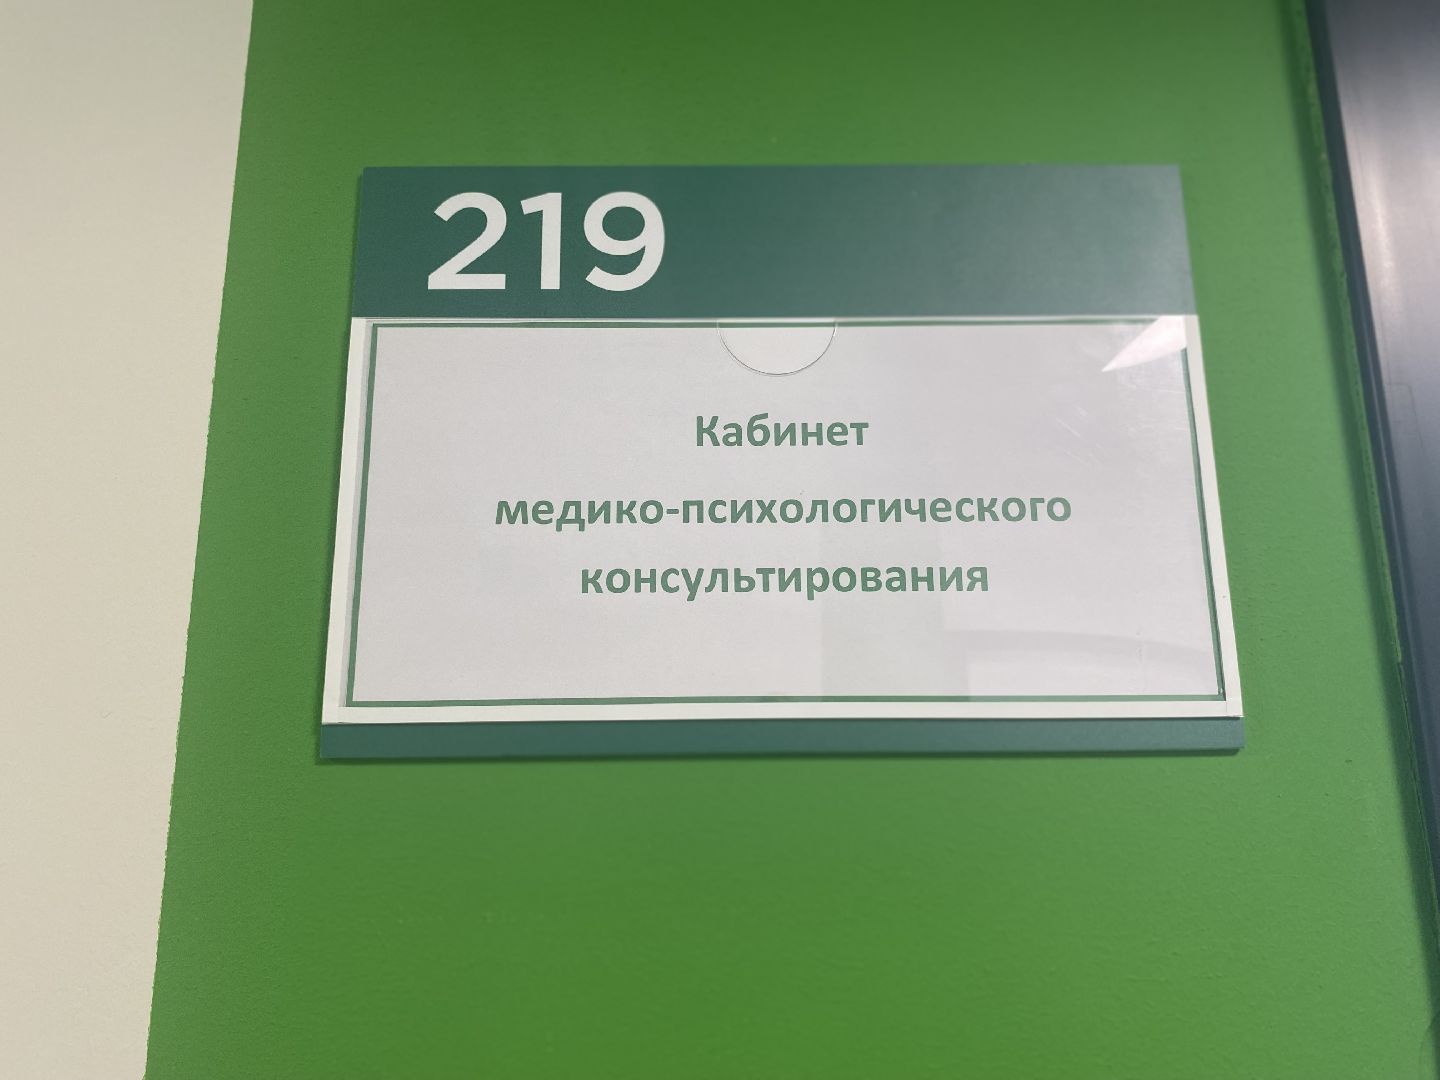 219
Кабинет
медико-психологического
консультирования